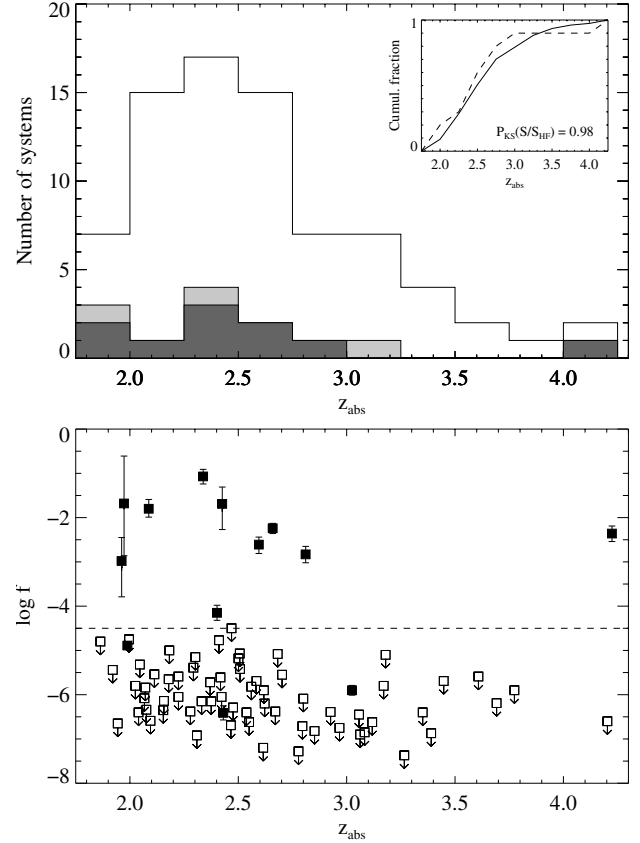 20
15
10
5
0
Number of systems
2.0 2.5 3.0 3.5 4.0
z_abs
1
0
Cumul. fraction
P_KS(S/S_HF) = 0.98
2.0 2.5 3.0 3.5 4.0
z_abs
0
−2
−4
−6
−8
log f
2.0 2.5 3.0 3.5 4.0
z_abs